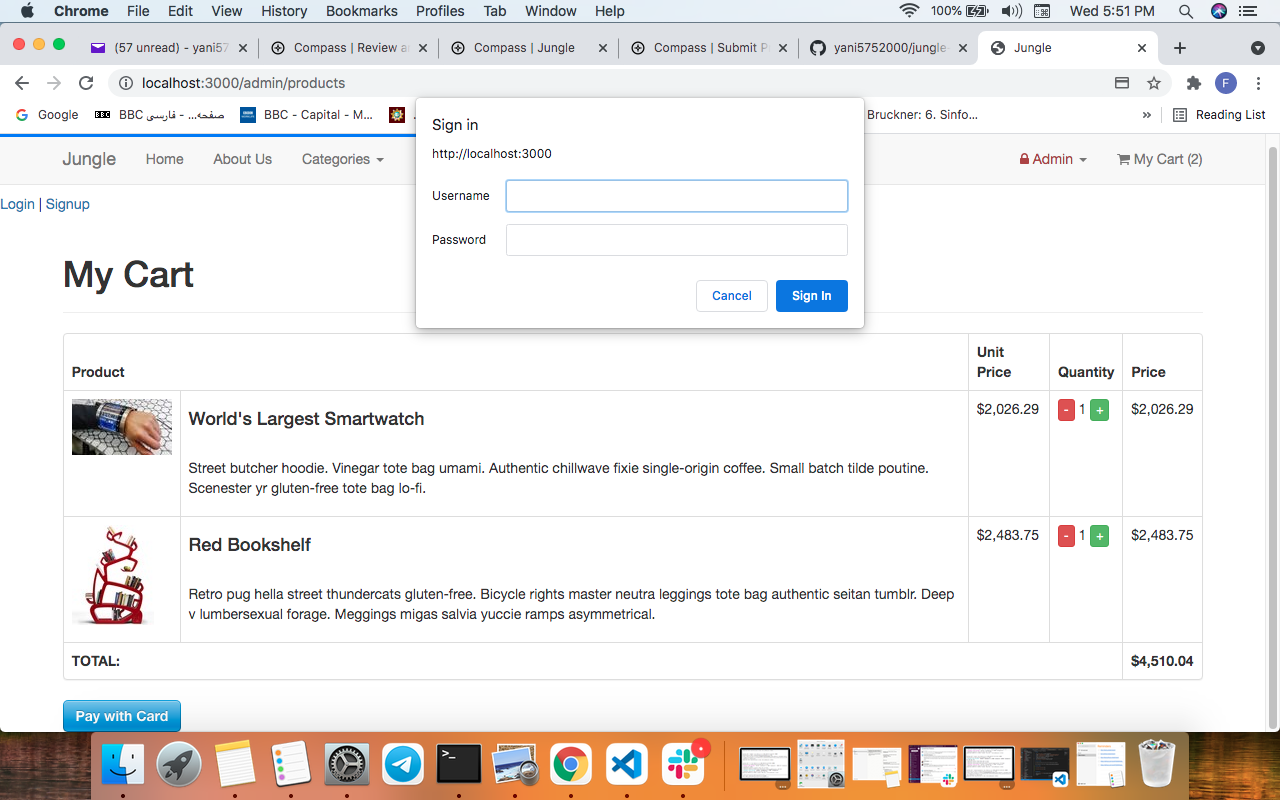 Chrome File Edit View History Bookmarks Profiles Tab Window Help 100% Wed 5:51 PM
(57 unread) - yani57 Compass | Review a Compass | Jungle Compass | Submit P yani5752000/jungle- Jungle
localhost:3000/admin/products F
Google BBC BBC صفحه... - فارسی BBC - Capital - M... Bruckner: 6. Sinfo... » Reading List
Sign in
http://localhost:3000
Username
Password
Cancel Sign In
Jungle Home About Us Categories Admin My Cart (2)
Login | Signup
My Cart
Product Unit Price Quantity Price
World's Largest Smartwatch $2,026.29 - 1 + $2,026.29
Street butcher hoodie. Vinegar tote bag umami. Authentic chillwave fixie single-origin coffee. Small batch tilde poutine.
Scenester yr gluten-free tote bag lo-fi.
Red Bookshelf $2,483.75 - 1 + $2,483.75
Retro pug hella street thundercats gluten-free. Bicycle rights master neutra leggings tote bag authentic seitan tumblr. Deep
v lumbersexual forage. Meggings migas salvia yuccie ramps asymmetrical.
TOTAL: $4,510.04
Pay with Card